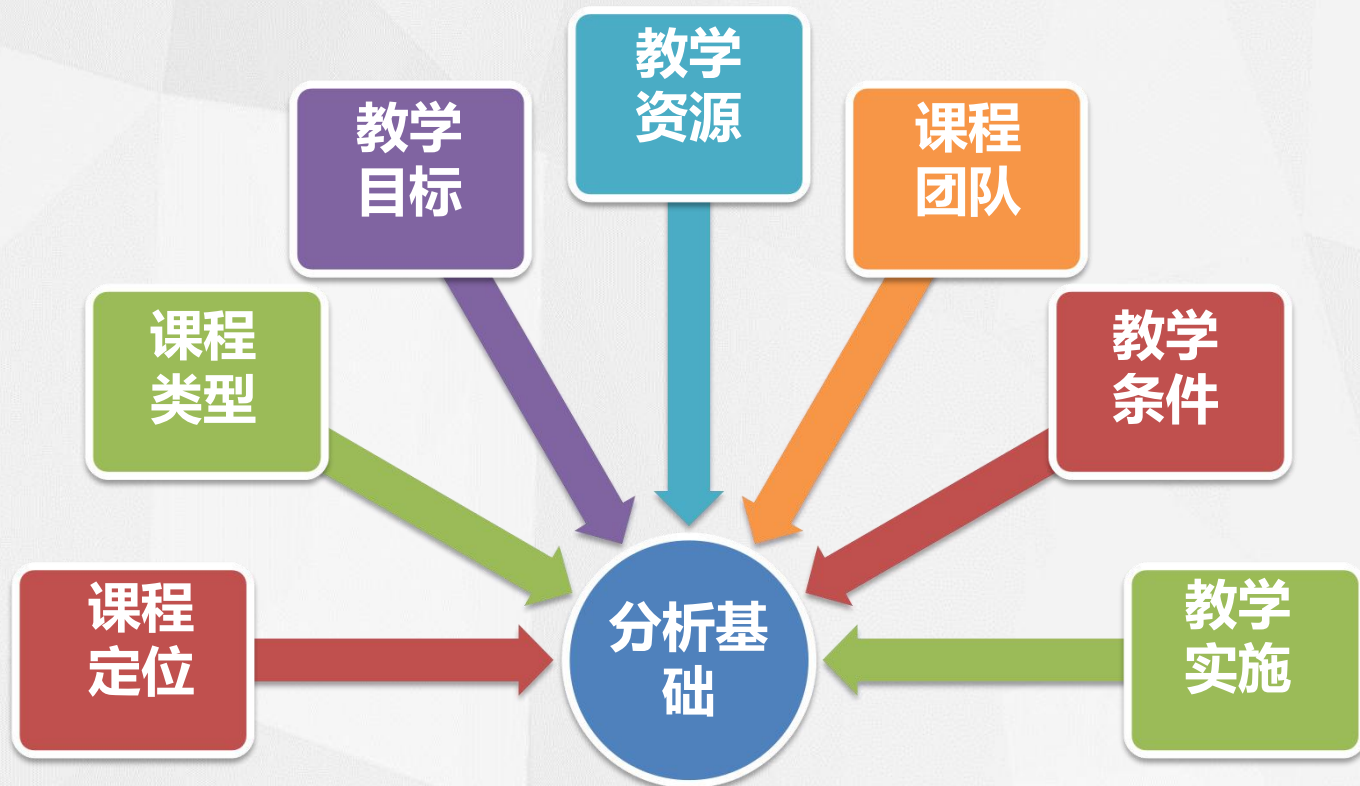 教学
资源
教学
目标
课程
团队
课程
类型
教学
条件
课程
定位
分析基
础
教学
实施